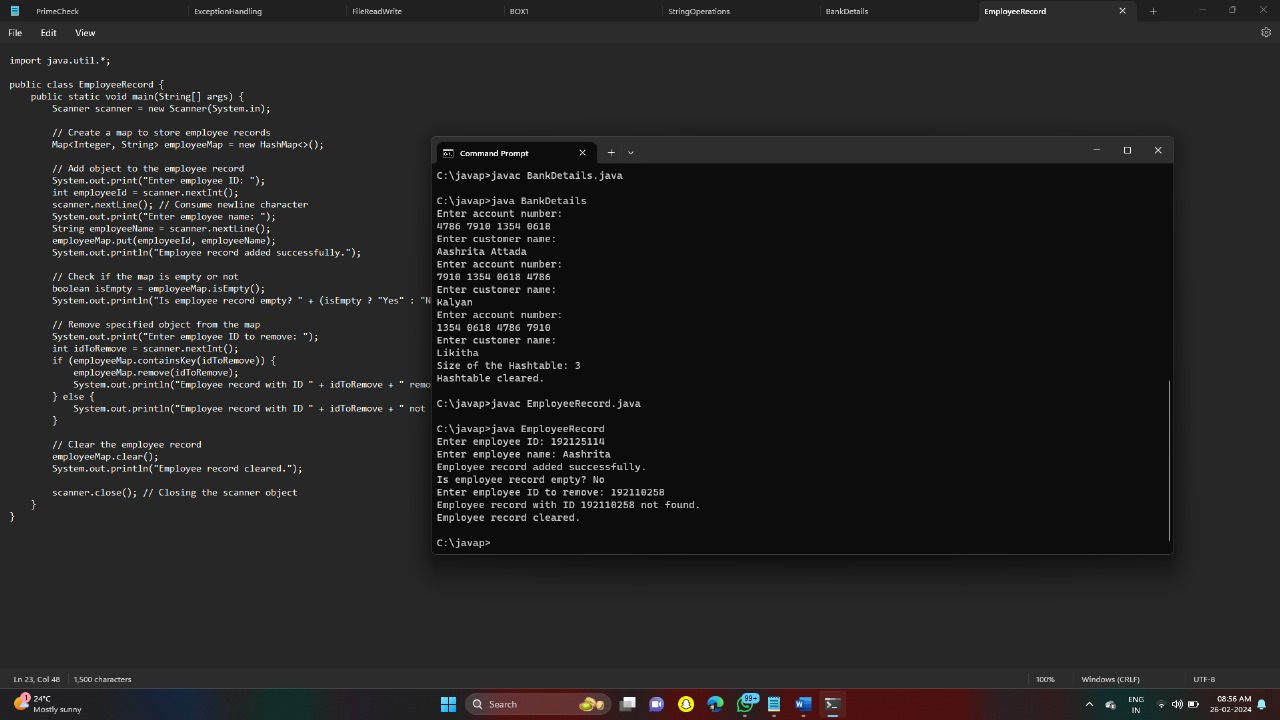 PrimeCheck ExceptionHandling FileReadWrite BOX1 StringOperations BankDetails EmployeeRecord
File Edit View
import java.util.*;
public class EmployeeRecord {
public static void main(String[] args) {
Scanner scanner = new Scanner(System.in);
// Create a map to store employee records
Map<Integer, String> employeeMap = new HashMap<>();
// Add object to the employee record
System.out.print("Enter employee ID: ");
int employeeId = scanner.nextInt();
scanner.nextLine(); // Consume newline character
System.out.print("Enter employee name: ");
String employeeName = scanner.nextLine();
employeeMap.put(employeeId, employeeName);
System.out.println("Employee record added successfully.");
// Check if the map is empty or not
boolean isEmpty = employeeMap.isEmpty();
System.out.println("Is employee record empty? " + (isEmpty ? "Yes" : "N
// Remove specified object from the map
System.out.print("Enter employee ID to remove: ");
int idToRemove = scanner.nextInt();
if (employeeMap.containsKey(idToRemove)) {
employeeMap.remove(idToRemove);
System.out.println("Employee record with ID " + idToRemove + " remo
} else {
System.out.println("Employee record with ID " + idToRemove + " not
}
// Clear the employee record
employeeMap.clear();
System.out.println("Employee record cleared.");
scanner.close(); // Closing the scanner object
}
}
Command Prompt
C:\javap>javac BankDetails.java
C:\javap>java BankDetails
Enter account number:
4786 7910 1354 0618
Enter customer name:
Aashrita Attada
Enter account number:
7910 1354 0618 4786
Enter customer name:
Kalyan
Enter account number:
1354 0618 4786 7910
Enter customer name:
Likitha
Size of the Hashtable: 3
Hashtable cleared.
C:\javap>javac EmployeeRecord.java
C:\javap>java EmployeeRecord
Enter employee ID: 192125114
Enter employee name: Aashrita
Employee record added successfully.
Is employee record empty? No
Enter employee ID to remove: 192110258
Employee record with ID 192110258 not found.
Employee record cleared.
C:\javap>
Ln 23, Col 48 1,500 characters 100% Windows (CRLF) UTF-8
1 24°C
Mostly sunny
Search
99+
ENG
IN
08:56 AM
26-02-2024